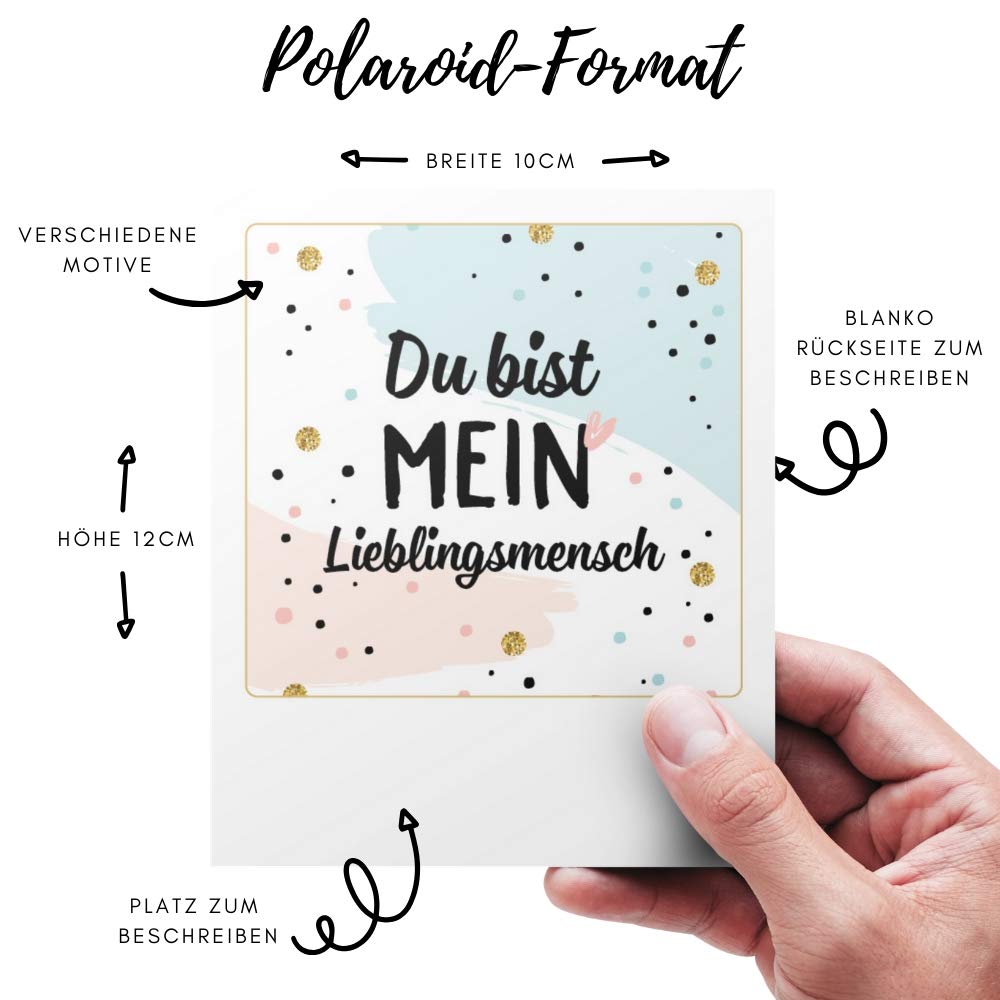 Polaroid-Format
BREITE 10CM
VERSCHIEDENE
MOTIVE
BLANKO
RÜCKSEITE ZUM
BESCHREIBEN
Du bist
MEIN
Lieblingsmensch
HÖHE 12CM
PLATZ ZUM
BESCHREIBEN